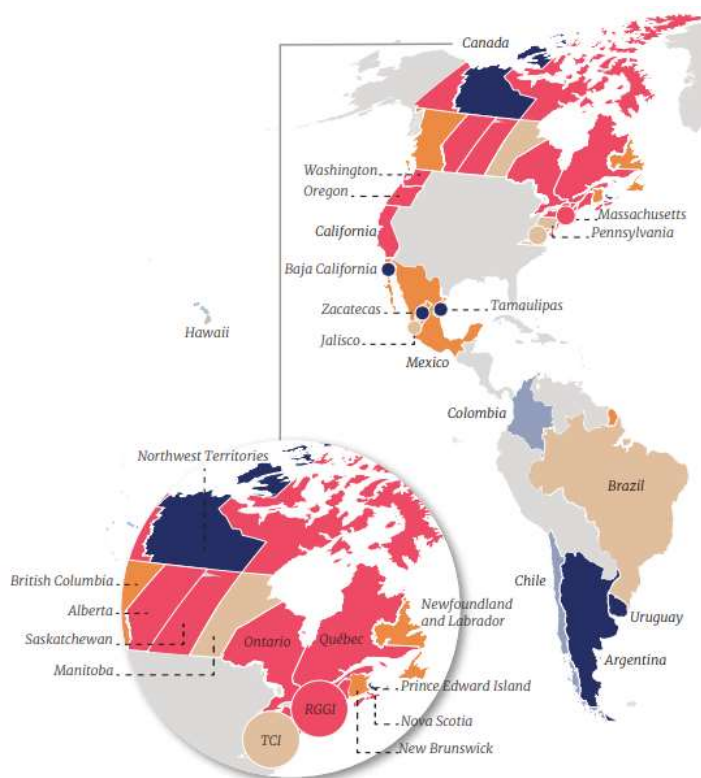 Canada
Washington
Oregon
Massachusetts
California
Pennsylvania
Baja California
Zacatecas
Tamaulipas
Hawaii
Jalisco
Mexico
Colombia
Northwest Territories
Brazil
British Columbia
Chile
Newfoundland
and Labrador
Alberta
Uruguay
Saskatchewan
Ontario
Québec
Argentina
Manitoba
Prince Edward Island
RGGI
Nova Scotia
TCI
New Brunswick